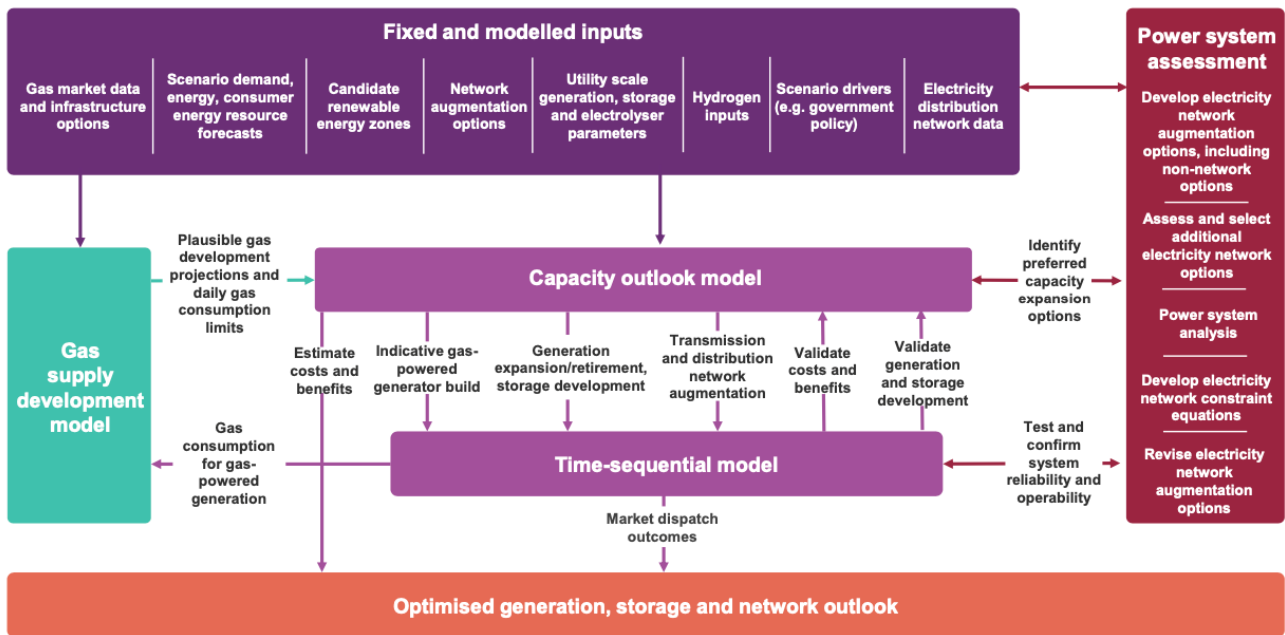 Fixed and modelled inputs
Gas market data
and infrastructure
options
Scenario demand,
energy, consumer
energy resource
forecasts
Candidate
renewable
energy zones
Network
augmentation
options
Utility scale
generation, storage
and electrolyser
parameters
Hydrogen
inputs
Scenario drivers
(e.g. government
policy)
Electricity
distribution
network data
Power system
assessment
Develop electricity
network
augmentation
options, including
non-network
options
Assess and select
additional
electricity network
options
Power system
analysis
Develop electricity
network constraint
equations
Revise electricity
network
augmentation
options
Gas
supply
development
model
Plausible gas
development
projections and
daily gas
consumption
limits
Capacity outlook model
Identify
preferred
capacity
expansion
options
Estimate
costs and
benefits
Indicative gas-
powered
generator build
Generation
expansion/retirement,
storage development
Transmission
and distribution
network
augmentation
Validate
costs and
benefits
Validate
generation
and storage
development
Gas
consumption
for gas-
powered
generation
Time-sequential model
Test and
confirm
system
reliability and
operability
Market dispatch
outcomes
Optimised generation, storage and network outlook